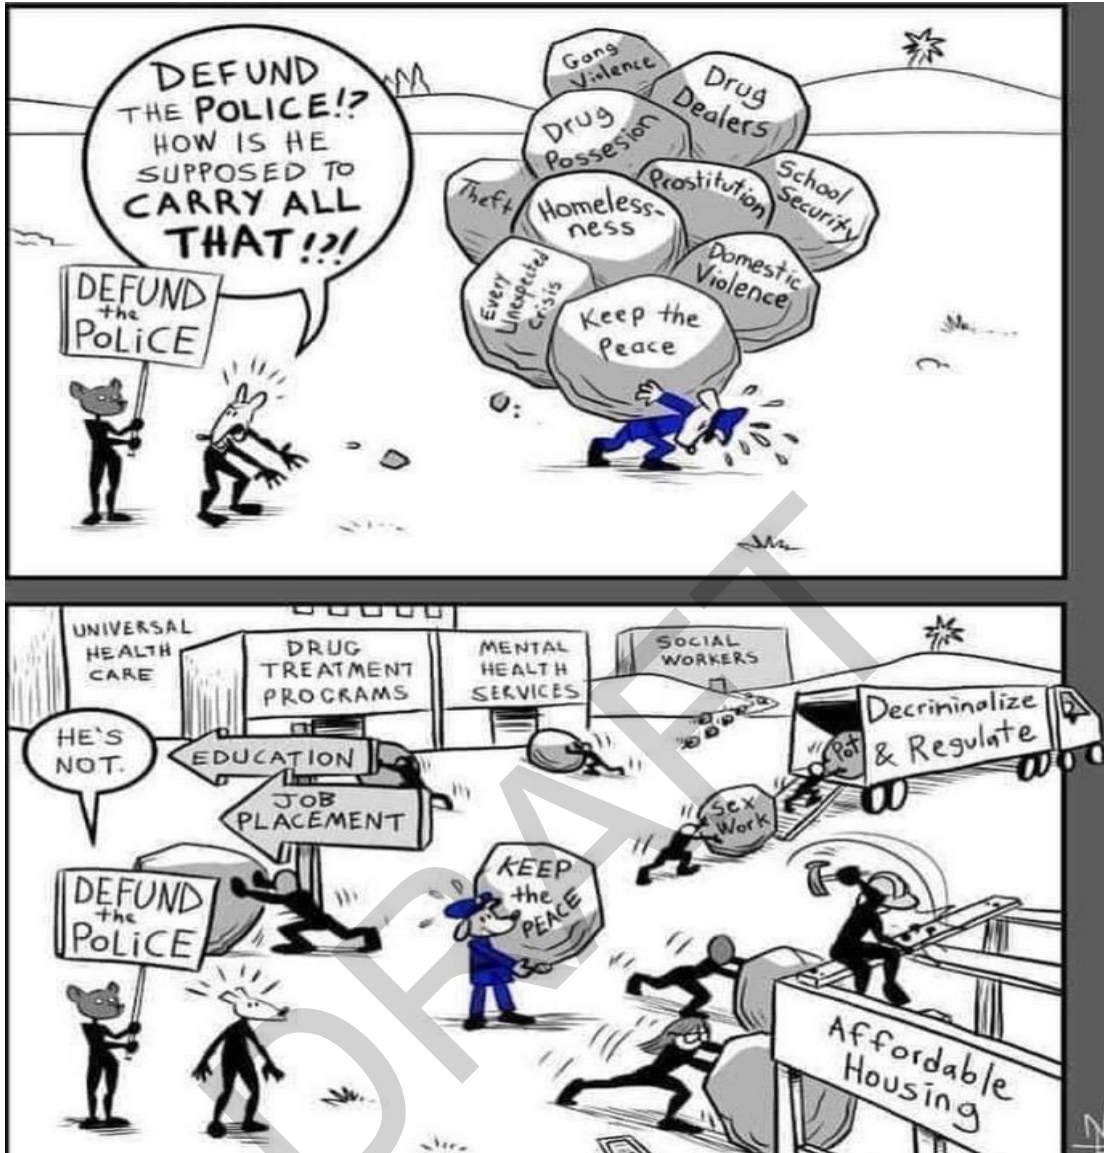 DEFUND
THE POLICE!?
HOW IS HE
SUPPOSED TO
CARRY ALL
THAT!?!
DEFUND
the
POLICE
Gang
Violence
Drug
Dealers
Drug
Possesion
Theft
Homeless-
ness
Prostitution
School
Security
Every
Unexpected
Crisis
Domestic
Violence
Keep the
Peace
UNIVERSAL
HEALTH
CARE
DRUG
TREATMENT
PROGRAMS
MENTAL
HEALTH
SERVICES
SOCIAL
WORKERS
Decriminalize
& Regulate
Pot
HE'S
NOT.
EDUCATION
JOB
PLACEMENT
Sex
Work
KEEP
the
PEACE
DEFUND
the
POLICE
Affordable
Housing
DRAFT